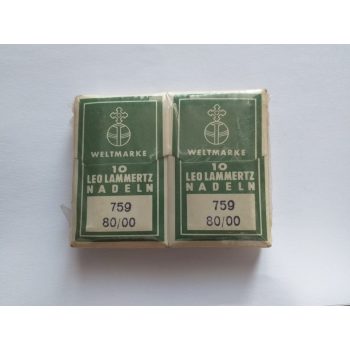 WELTMARKE
10
LEO LAMMERTZ
NADELN
759
80/00
WELTMARKE
10
LEO LAMMERTZ
NADELN
759
80/00